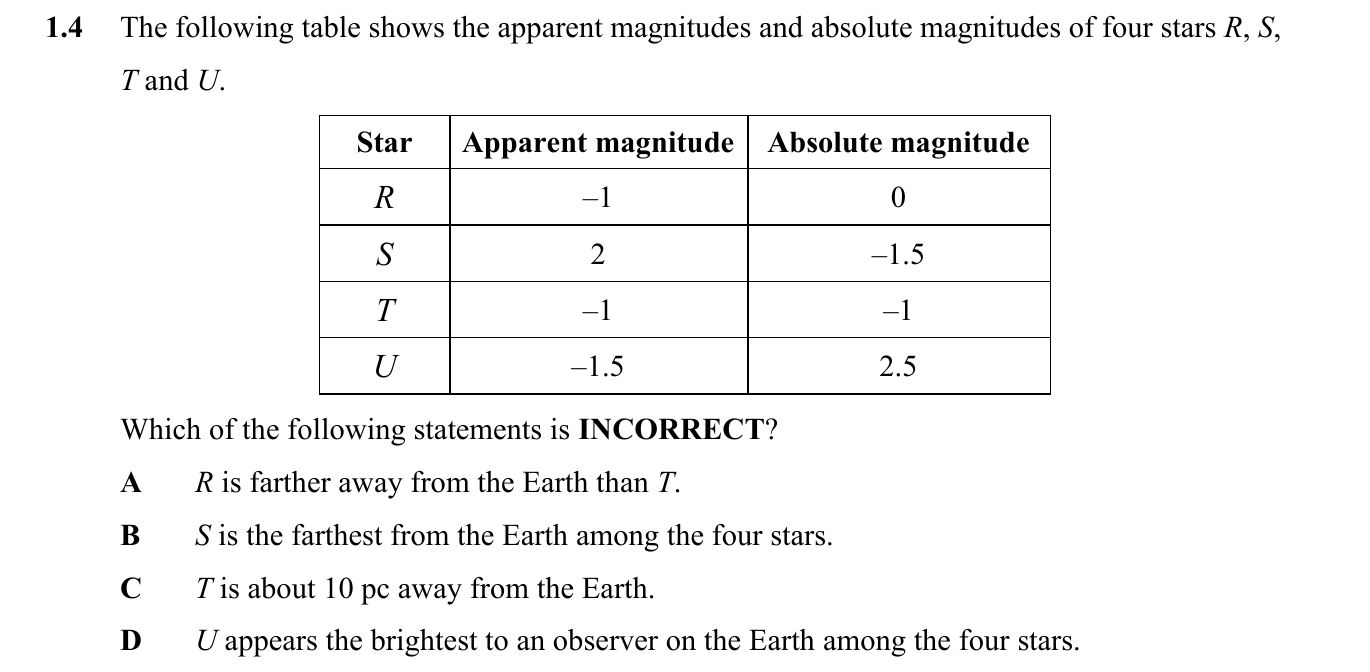 1.4 The following table shows the apparent magnitudes and absolute magnitudes of four stars R, S,
T and U.
Star Apparent magnitude Absolute magnitude
R –1 0
S 2 –1.5
T –1 –1
U –1.5 2.5
Which of the following statements is INCORRECT?
A R is farther away from the Earth than T.
B S is the farthest from the Earth among the four stars.
C T is about 10 pc away from the Earth.
D U appears the brightest to an observer on the Earth among the four stars.